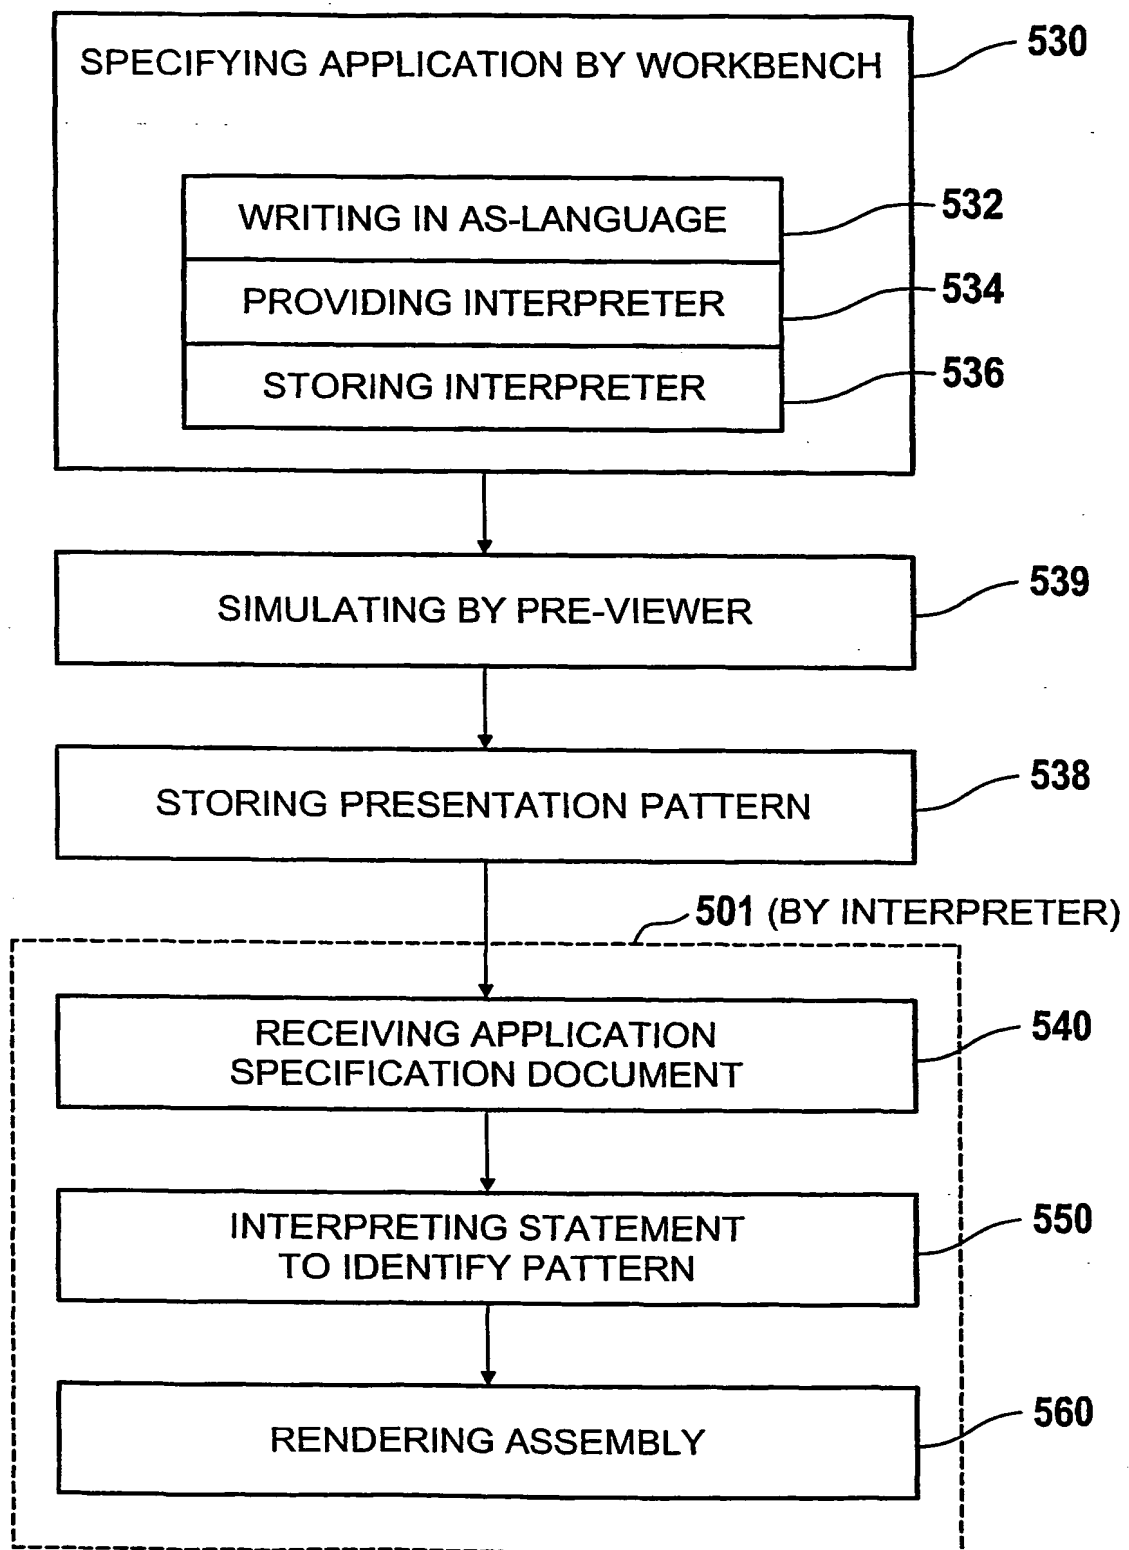 SPECIFYING APPLICATION BY WORKBENCH
530
WRITING IN AS-LANGUAGE
532
PROVIDING INTERPRETER
534
STORING INTERPRETER
536
SIMULATING BY PRE-VIEWER
539
STORING PRESENTATION PATTERN
538
501 (BY INTERPRETER)
RECEIVING APPLICATION
SPECIFICATION DOCUMENT
540
INTERPRETING STATEMENT
TO IDENTIFY PATTERN
550
RENDERING ASSEMBLY
560